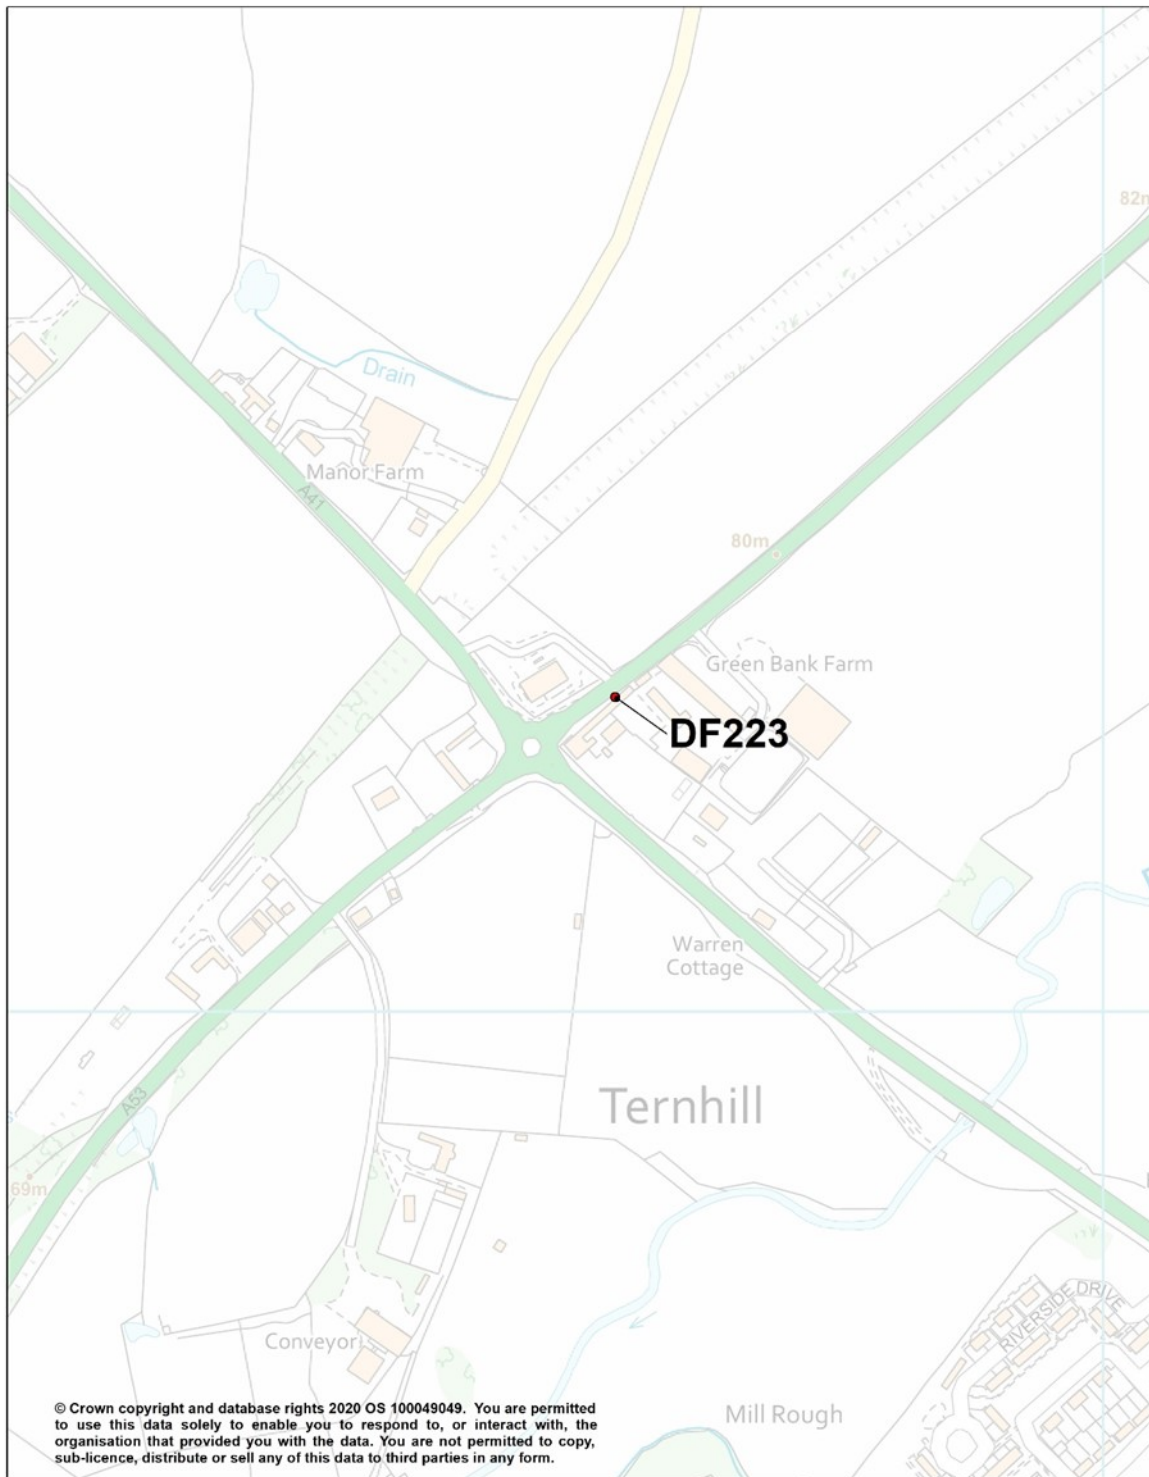 82m
Drain
Manor Farm
A41
80m
Green Bank Farm
DF223
Warren
Cottage
Ternhill
A53
69m
RIVERSIDE DRIVE
Conveyor
Mill Rough
© Crown copyright and database rights 2020 OS 100049049. You are permitted
to use this data solely to enable you to respond to, or interact with, the
organisation that provided you with the data. You are not permitted to copy,
sub-licence, distribute or sell any of this data to third parties in any form.